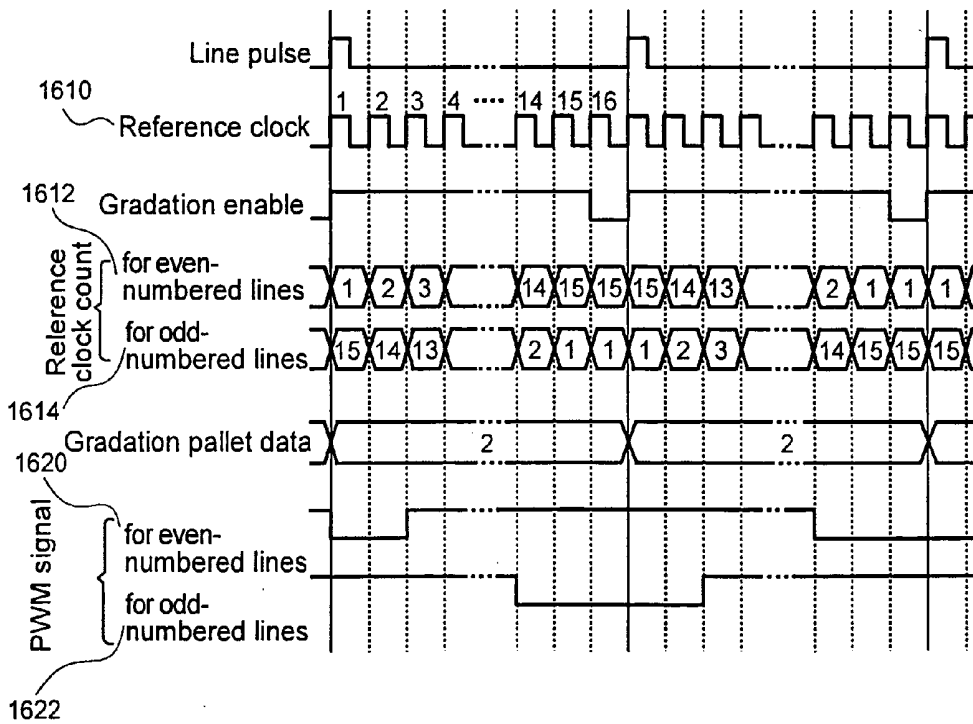 Line pulse
1610
1 2 3 4 ···· 14 15 16
Reference clock
1612
Gradation enable
Relerence clock count
for even-
numbered lines
1 2 3 14 15 15 15 14 13 2 1 1 1
for odd-
numbered lines
15 14 13 2 1 1 1 2 3 14 15 15 15
1614
Gradation pallet data
2 2
1620
PWM signal
for even-
numbered lines
for odd-
numbered lines
1622